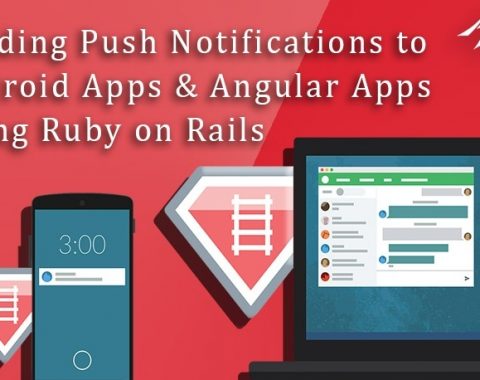 ding Push Notifications to
roid Apps & Angular Apps
ng Ruby on Rails
3:00